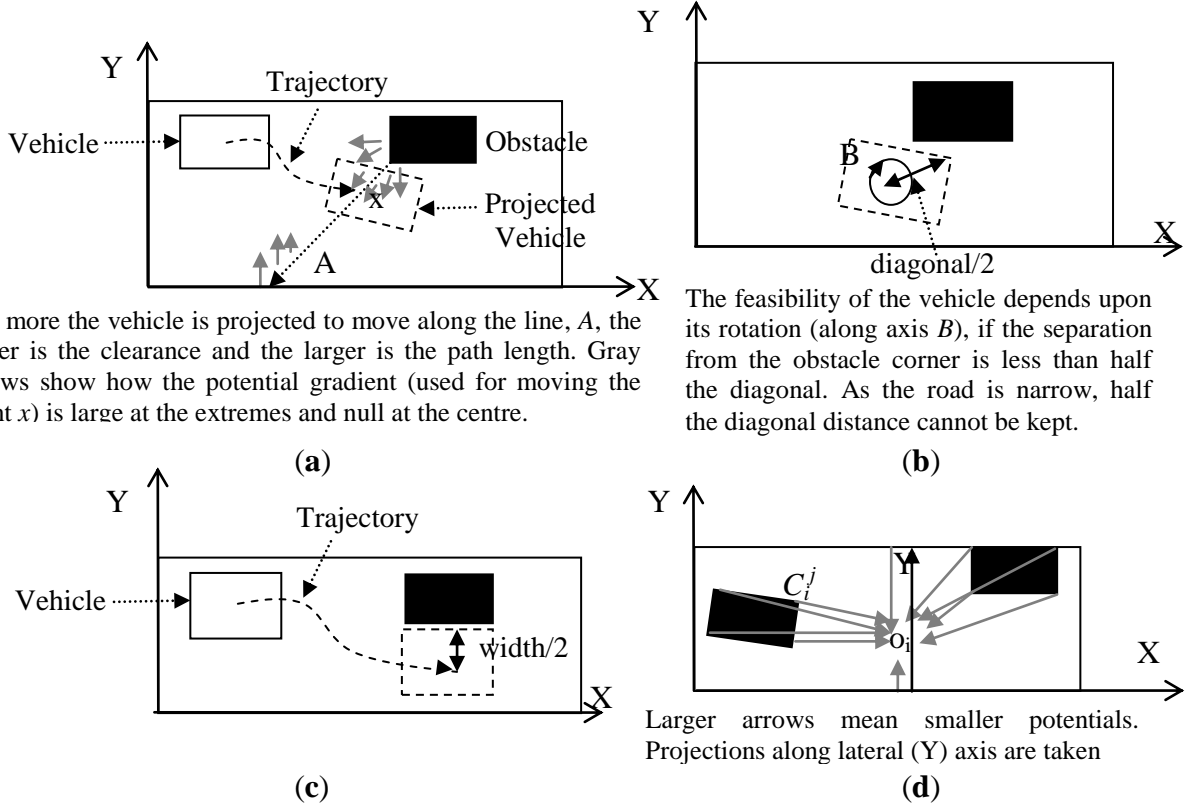 Y
Trajectory
Vehicle
Obstacle
x
Projected
Vehicle
A
X
more the vehicle is projected to move along the line, A, the
er is the clearance and the larger is the path length. Gray
ws show how the potential gradient (used for moving the
nt x) is large at the extremes and null at the centre.
(a)
Y
B
X
diagonal/2
The feasibility of the vehicle depends upon
its rotation (along axis B), if the separation
from the obstacle corner is less than half
the diagonal. As the road is narrow, half
the diagonal distance cannot be kept.
(b)
Y
Trajectory
Vehicle
width/2
X
(c)
Y
Y
C_i^j
o_i
X
Larger arrows mean smaller potentials.
Projections along lateral (Y) axis are taken
(d)